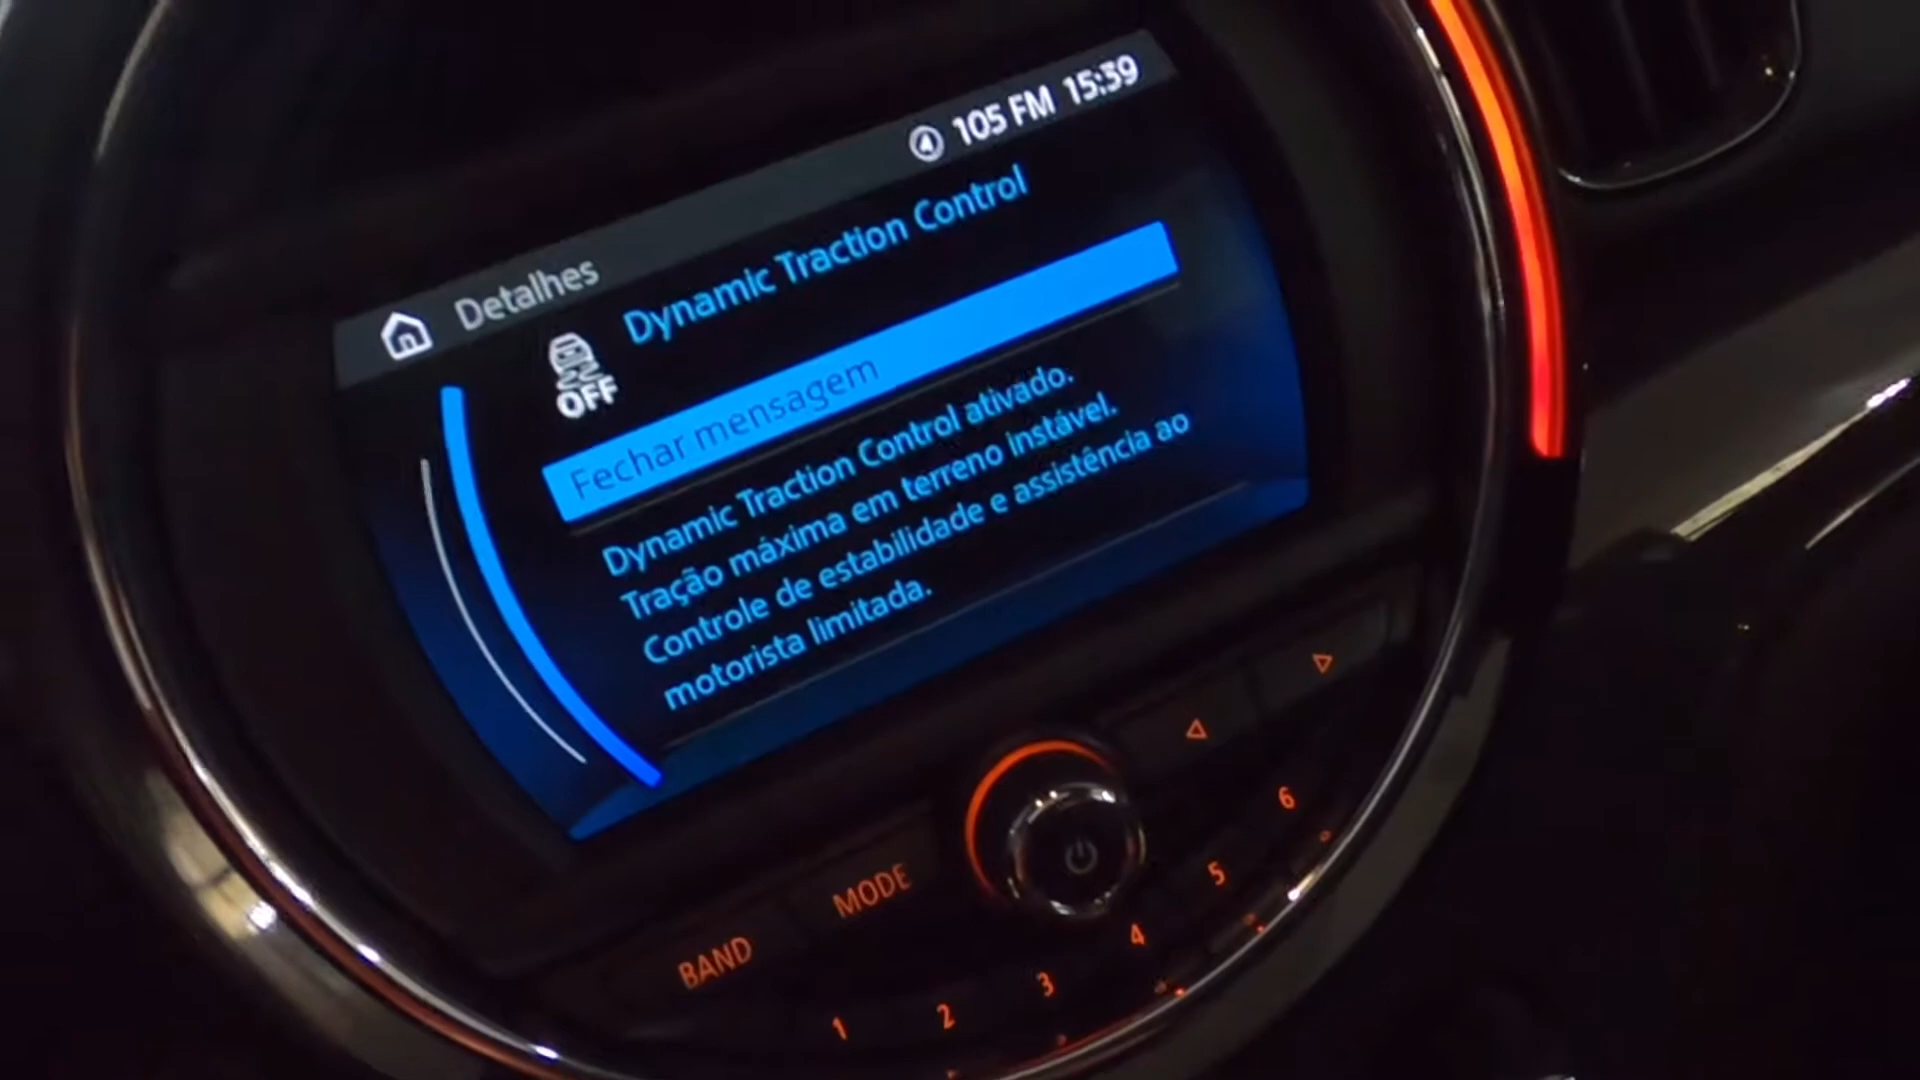 4 105 FM 15:39
Detalhes
Dynamic Traction Control
OFF
Fechar mensagem
Dynamic Traction Control ativado.
Tração máxima em terreno instável.
Controle de estabilidade e assistência ao
motorista limitada.
BAND MODE
1 2 3 4 5 6